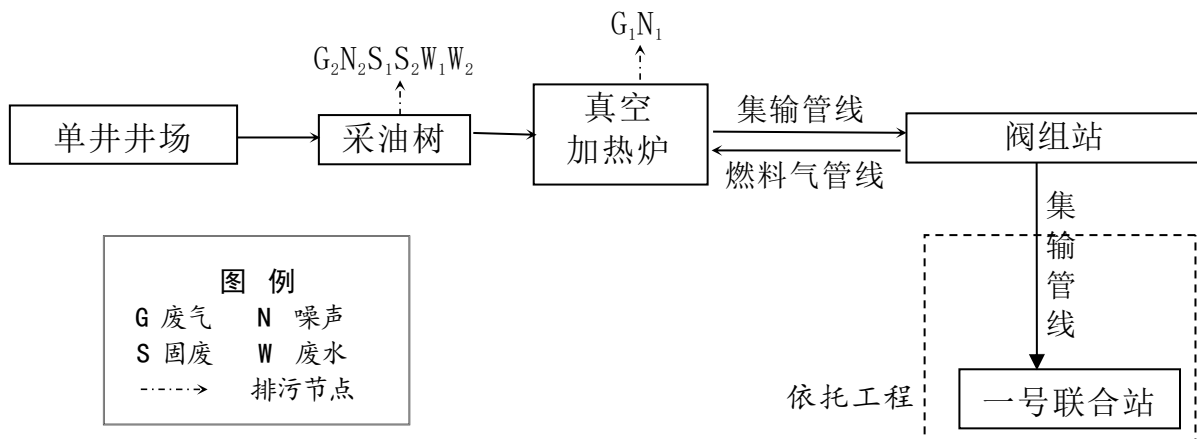 G₁N₁
G₂N₂S₁S₂W₁W₂
单井井场
采油树
真空
加热炉
集输管线
燃料气管线
阀组站
集输管线
图 例
G 废气 N 噪声
S 固废 W 废水
排污节点
依托工程
一号联合站